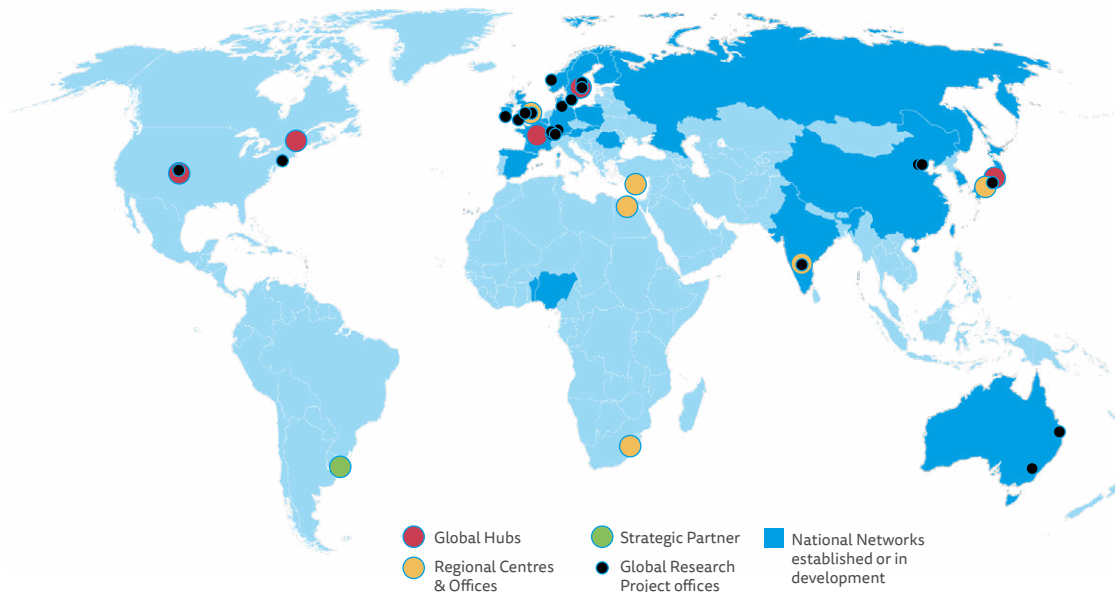 Global Hubs
Regional Centres
& Offices
Strategic Partner
Global Research
Project offices
National Networks
established or in
development